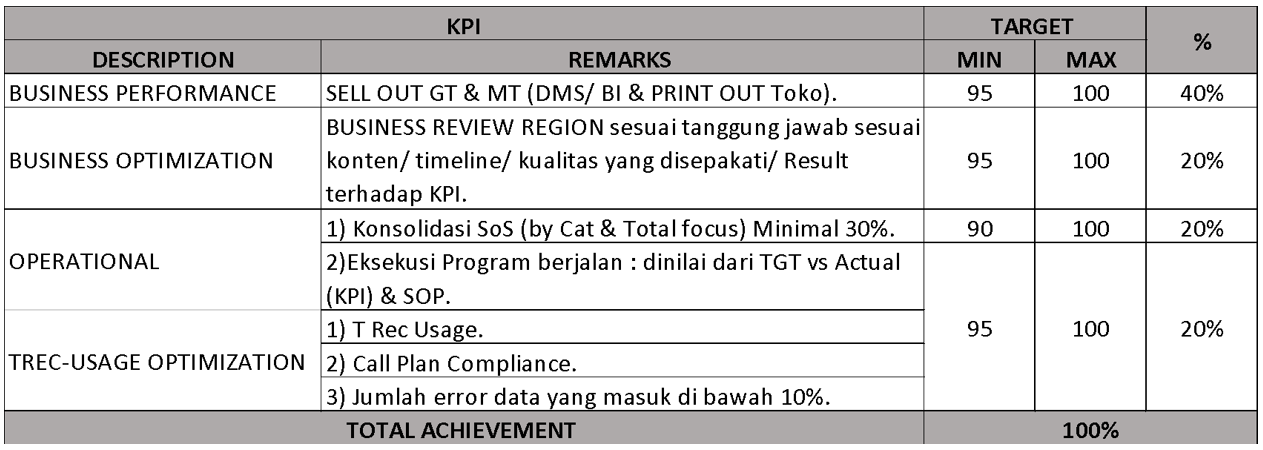 KPI
TARGET
%
DESCRIPTION
REMARKS
MIN
MAX
BUSINESS PERFORMANCE
SELL OUT GT & MT (DMS/ BI & PRINT OUT Toko).
95
100
40%
BUSINESS OPTIMIZATION
BUSINESS REVIEW REGION sesuai tanggung jawab sesuai
konten/ timeline/ kualitas yang disepakati/ Result
terhadap KPI.
95
100
20%
OPERATIONAL
1) Konsolidasi SoS (by Cat & Total focus) Minimal 30%.
90
100
20%
2)Eksekusi Program berjalan : dinilai dari TGT vs Actual
(KPI) & SOP.
TREC-USAGE OPTIMIZATION
1) T Rec Usage.
2) Call Plan Compliance.
3) Jumlah error data yang masuk di bawah 10%.
95
100
20%
TOTAL ACHIEVEMENT
100%